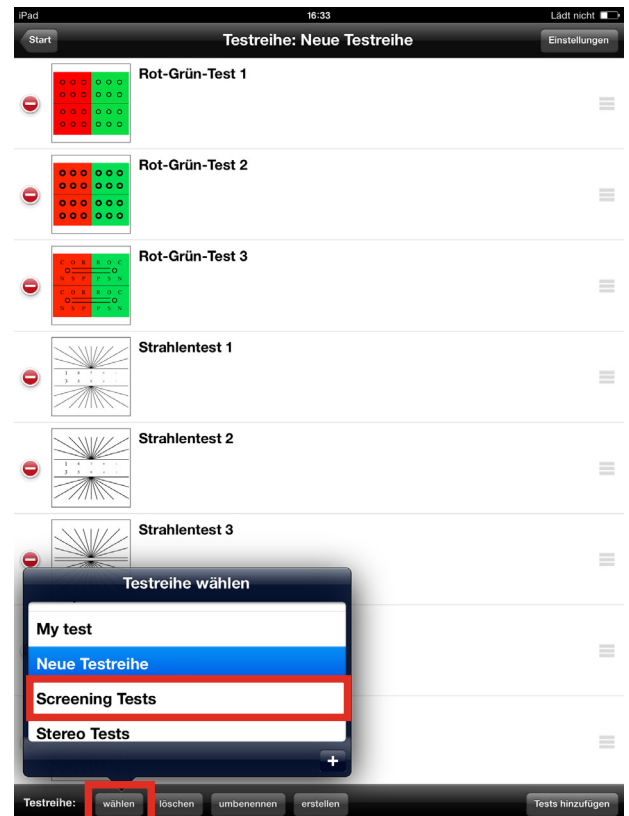 iPad 16:33 Lädt nicht
Start Testreihe: Neue Testreihe Einstellungen
Rot-Grün-Test 1
Rot-Grün-Test 2
Rot-Grün-Test 3
C O R R O C
N S P P S N
C O R R O C
N S P P S N
Strahlentest 1
Strahlentest 2
Strahlentest 3
Testreihe wählen
My test
Neue Testreihe
Screening Tests
Stereo Tests
+
Testreihe: wählen löschen umbenennen erstellen Tests hinzufügen